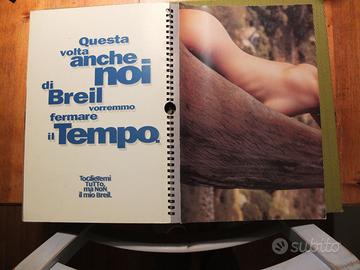 Questa
volta anche
noi
di Breil
vorremmo
fermare
il Tempo.
Toglietemi
TUTTO,
ma NON
il mio Breil.
subito